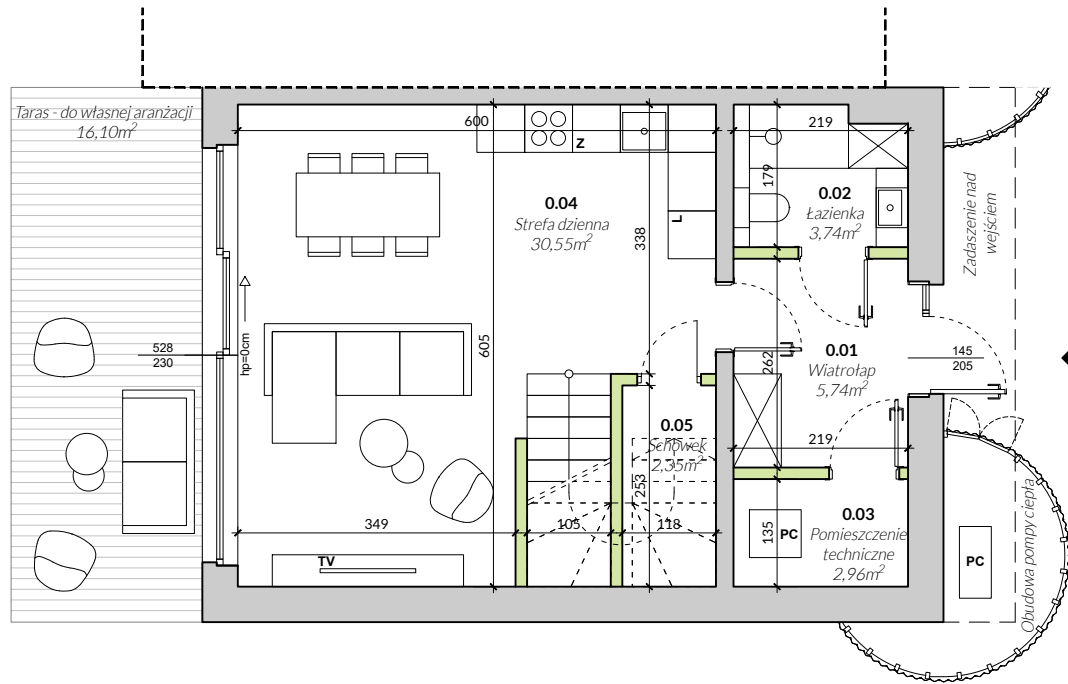 Taras - do własnej aranżacji
16,10m²
600
Z
219
179
0.02
Łazienka
3,74m²
Zadaszenie nad
wejściem
0.04
Strefa dzienna
30,55m²
L
338
hp=0cm
528
230
605
262
0.01
Wiatrołap
5,74m²
145
205
0.05
Schowek
2,35m²
219
253
349
105
118
TV
135
PC
0.03
Pomieszczenie
techniczne
2,96m²
PC
Obudowa pompy ciepła